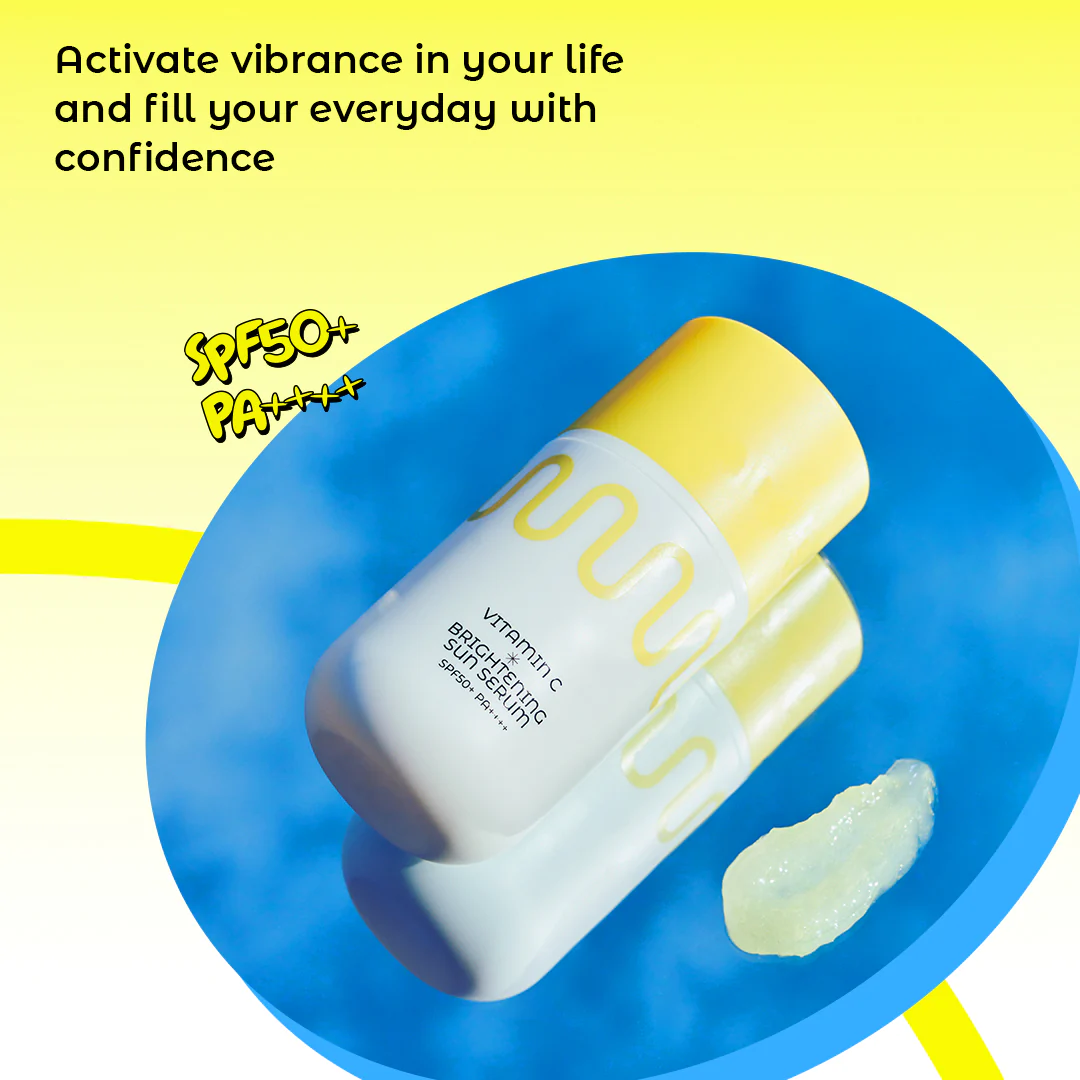 Activate vibrance in your life
and fill your everyday with
confidence
SPF50+
PA++++
VITAMIN C
BRIGHTENING
SUN SERUM
SPF50+ PA++++